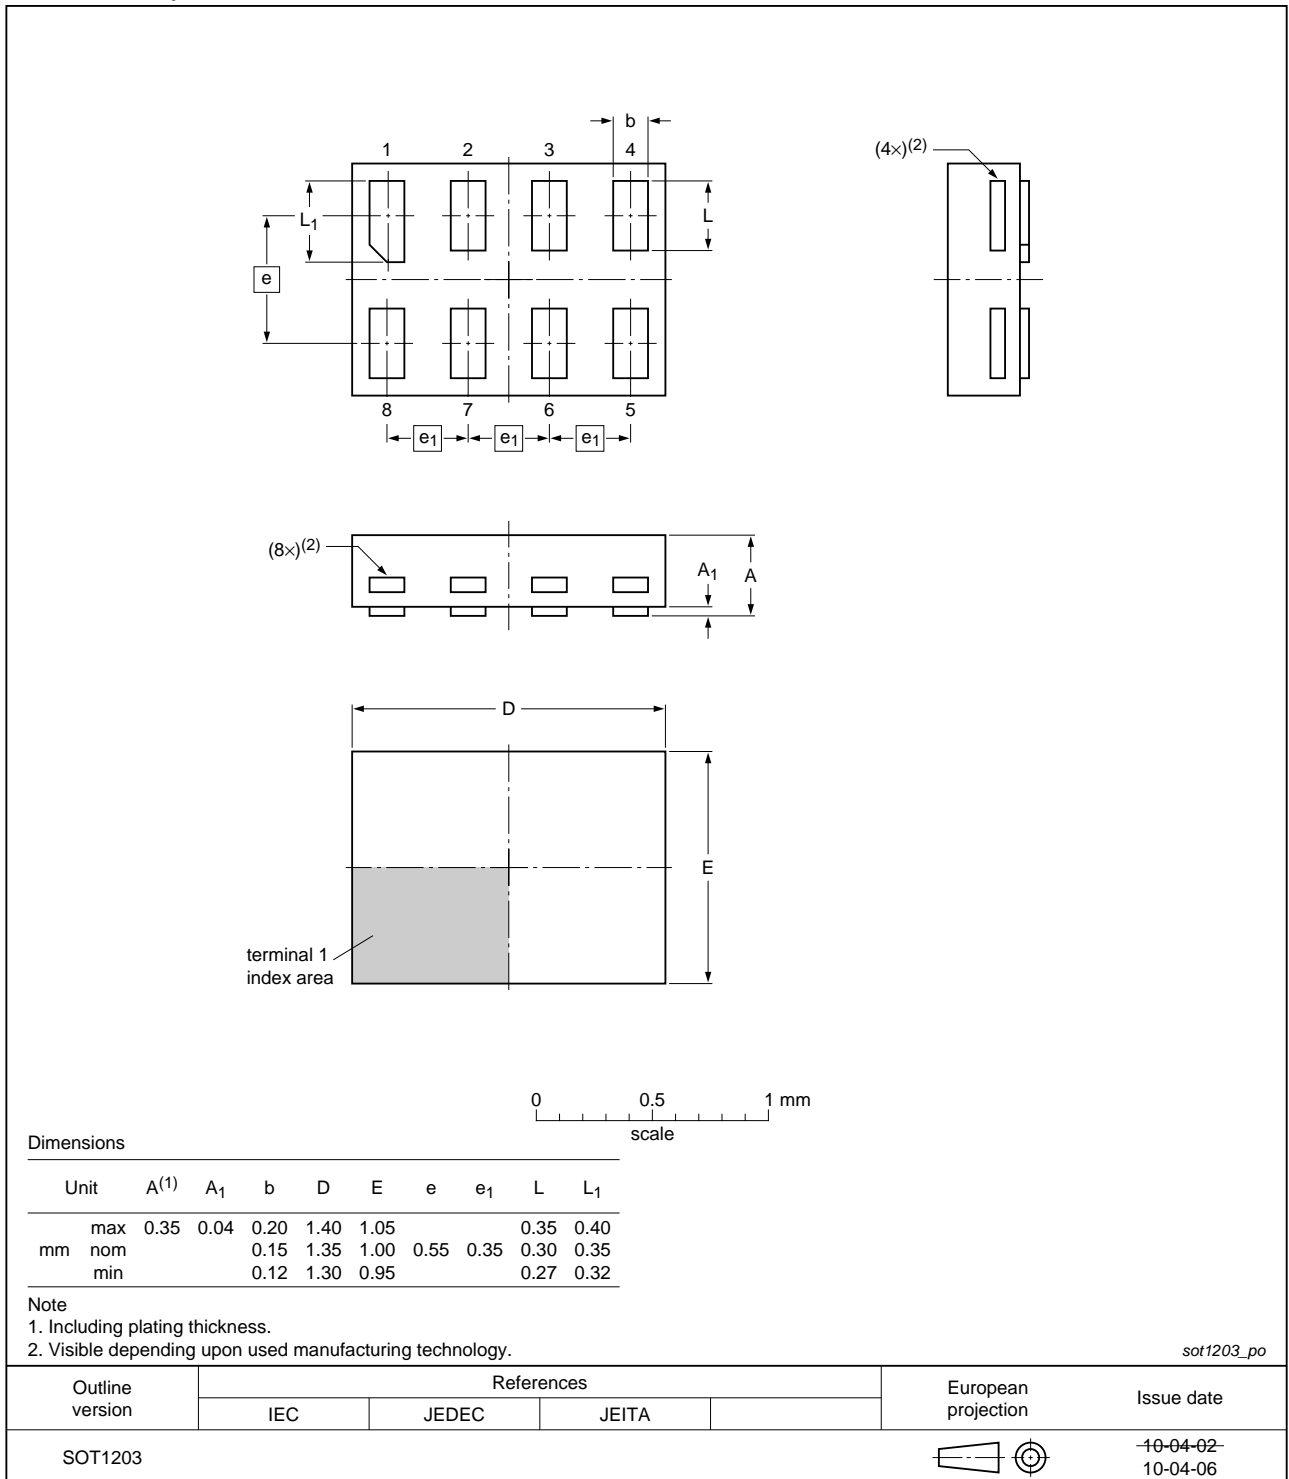 b
1 2 3 4
(4×)(2)
L1
L
e
8 7 6 5
e1 e1 e1
(8×)(2)
A1 A
D
E
terminal 1
index area
0 0.5 1 mm
scale
Dimensions
Unit A(1) A1 b D E e e1 L L1
max 0.35 0.04 0.20 1.40 1.05 0.35 0.40
mm nom 0.15 1.35 1.00 0.55 0.35 0.30 0.35
min 0.12 1.30 0.95 0.27 0.32
Note
1. Including plating thickness.
2. Visible depending upon used manufacturing technology.
sot1203_po
Outline
version
References
IEC JEDEC JEITA
European
projection
Issue date
SOT1203
10-04-02
10-04-06